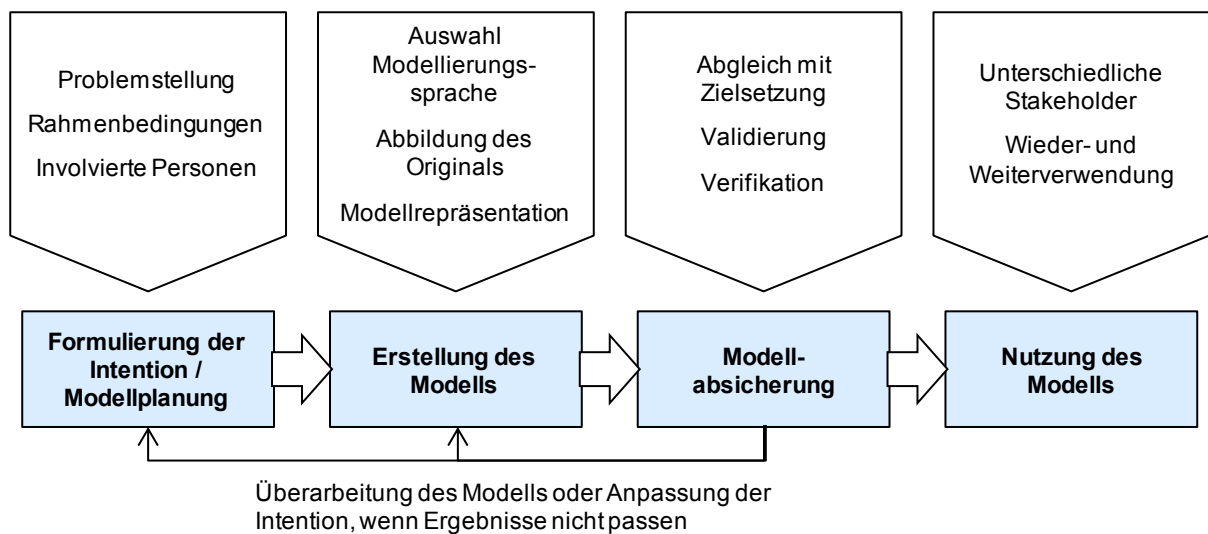 Problemstellung
Rahmenbedingungen
Involvierte Personen
Auswahl
Modellierungs-
sprache
Abbildung des
Originals
Modellrepräsentation
Abgleich mit
Zielsetzung
Validierung
Verifikation
Unterschiedliche
Stakeholder
Wieder- und
Weiterverwendung
Formulierung der
Intention /
Modellplanung
Erstellung des
Modells
Modell-
absicherung
Nutzung des
Modells
Überarbeitung des Modells oder Anpassung der
Intention, wenn Ergebnisse nicht passen